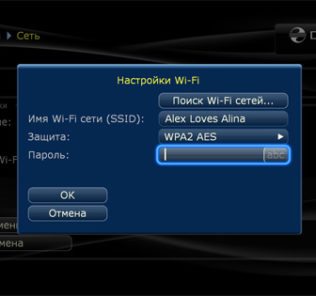 Сеть
Настройки Wi-Fi
Поиск Wi-Fi сетей...
Имя Wi-Fi сети (SSID): Alex Loves Alina
Защита: WPA2 AES
Пароль: abc
OK
Отмена